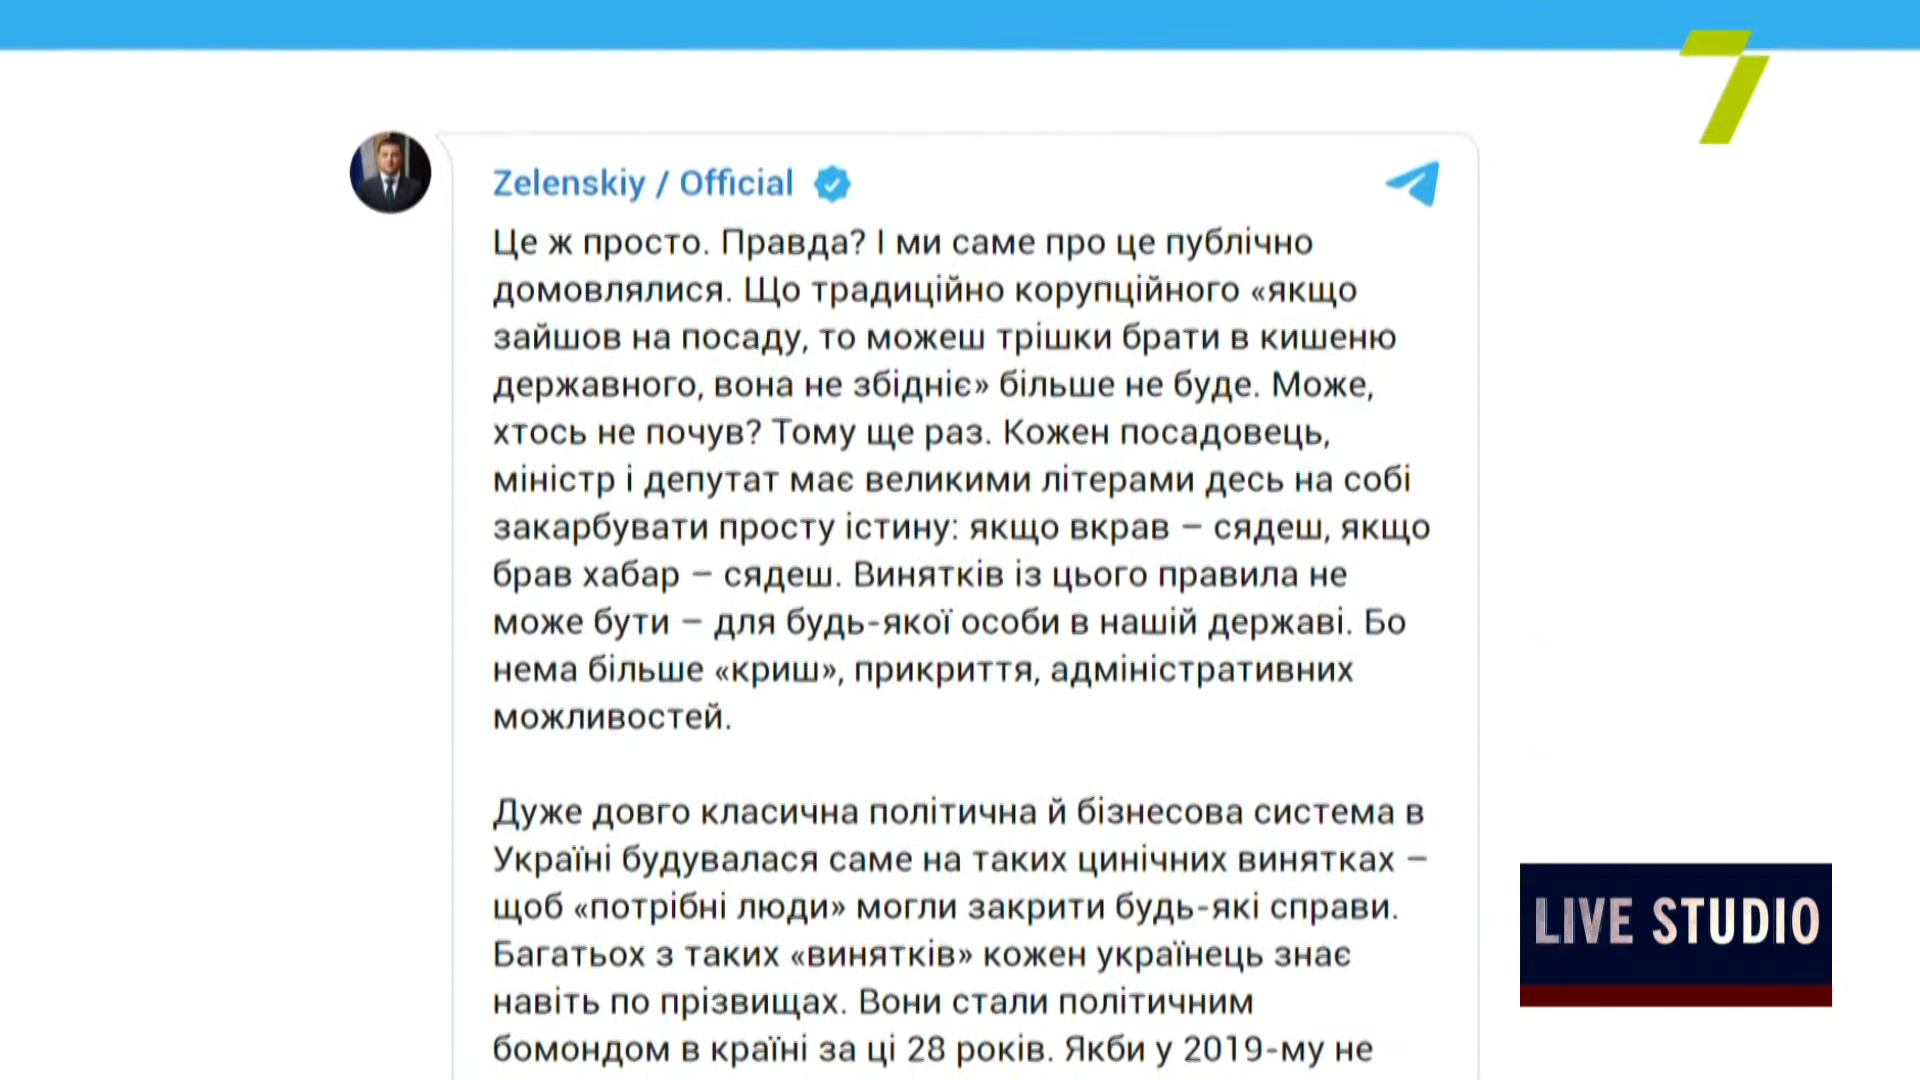 7
Zelenskiy / Official
Це ж просто. Правда? І ми саме про це публічно
домовлялися. Що традиційно корупційного «якщо
зайшов на посаду, то можеш трішки брати в кишеню
державного, вона не збідніє» більше не буде. Може,
хтось не почув? Тому ще раз. Кожен посадовець,
міністр і депутат має великими літерами десь на собі
закарбувати просту істину: якщо вкрав – сядеш, якщо
брав хабар – сядеш. Винятків із цього правила не
може бути – для будь-якої особи в нашій державі. Бо
нема більше «криш», прикриття, адміністративних
можливостей.
Дуже довго класична політична й бізнесова система в
Україні будувалася саме на таких цинічних винятках –
щоб «потрібні люди» могли закрити будь-які справи.
Багатьох з таких «винятків» кожен українець знає
навіть по прізвищах. Вони стали політичним
бомондом в країні за ці 28 років. Якби у 2019-му не
LIVE STUDIO